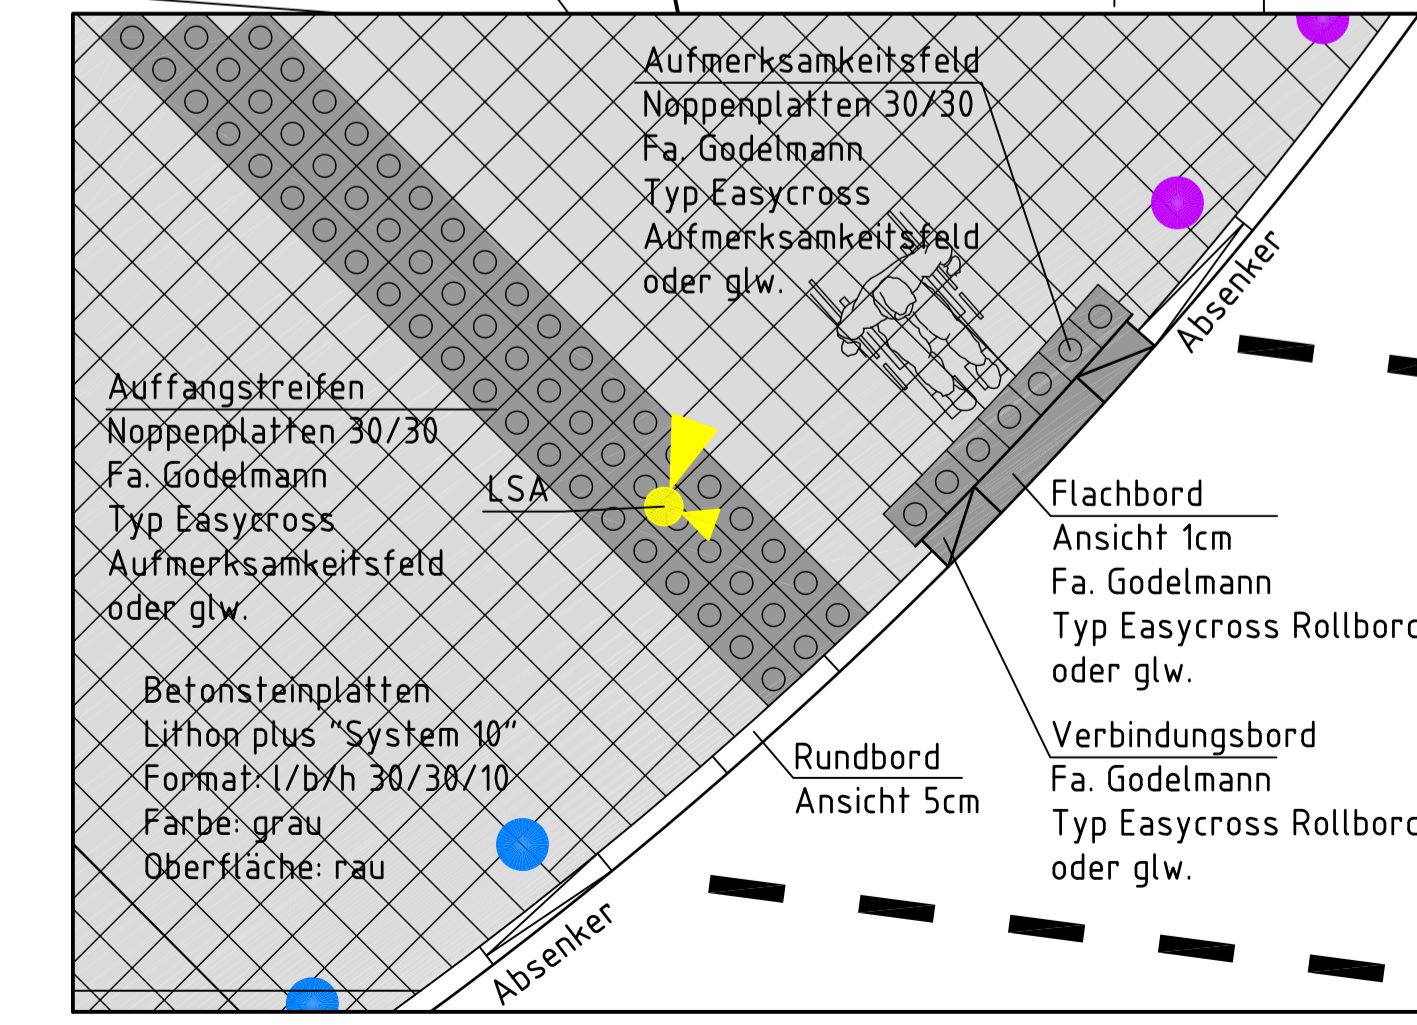 Aufmerksamkeitsfeld
Noppenplatten 30/30
Fa. Godelmann
Typ Easycross
Aufmerksamkeitsfeld
oder glw.
Absenker
Auffangstreifen
Noppenplatten 30/30
Fa. Godelmann
Typ Easycross
Aufmerksamkeitsfeld
oder glw.
LSA
Flachbord
Ansicht 1cm
Fa. Godelmann
Typ Easycross Rollbord
oder glw.
Betonsteinplatten
Lithon plus "System 10"
Format: l/b/h 30/30/10
Farbe: grau
Oberfläche: rau
Rundbord
Ansicht 5cm
Verbindungsbord
Fa. Godelmann
Typ Easycross Rollbord
oder glw.
Absenker